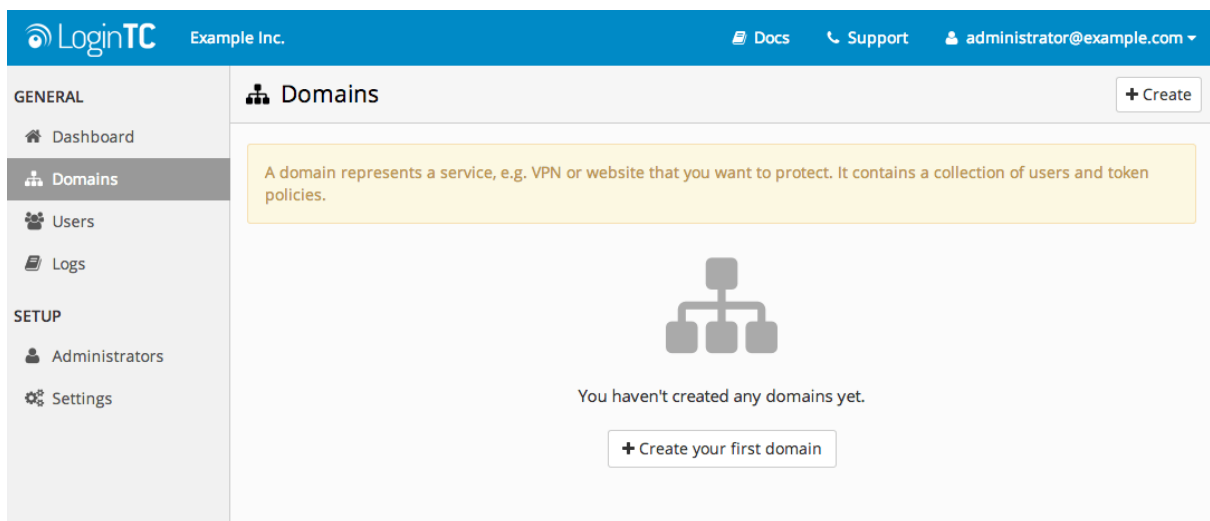 LoginTC Example Inc. Docs Support administrator@example.com
GENERAL
Dashboard
Domains
Users
Logs
SETUP
Administrators
Settings
Domains
+ Create
A domain represents a service, e.g. VPN or website that you want to protect. It contains a collection of users and token
policies.
You haven't created any domains yet.
+ Create your first domain